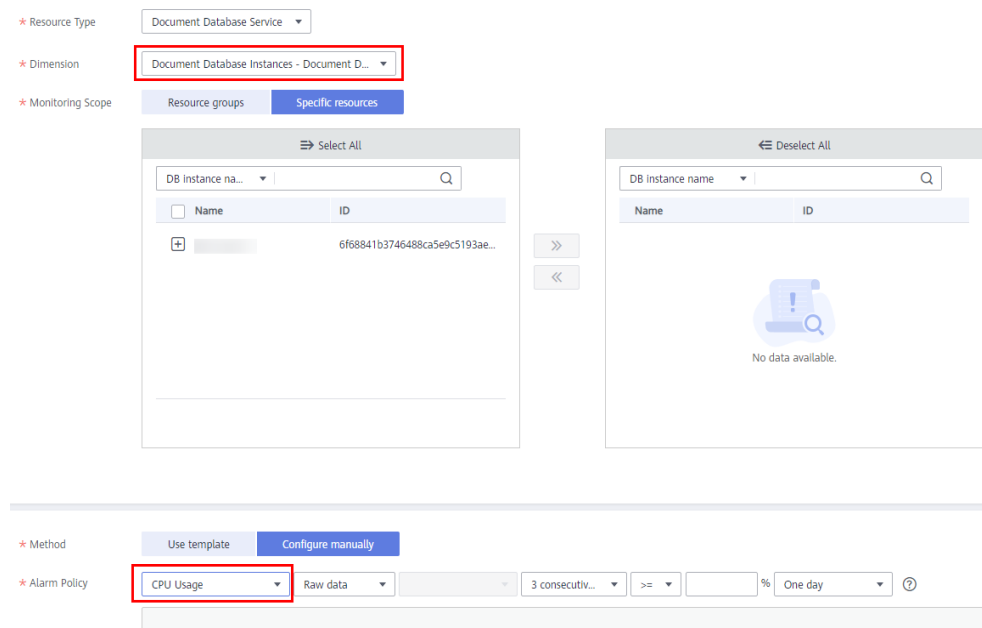 * Resource Type Document Database Service
* Dimension Document Database Instances - Document D...
* Monitoring Scope Resource groups Specific resources
Select All Deselect All
DB instance na... DB instance name
Name ID Name ID
6f68841b3746488ca5e9c5193ae...
No data available.
* Method Use template Configure manually
* Alarm Policy CPU Usage Raw data 3 consecutiv... >= % One day ?